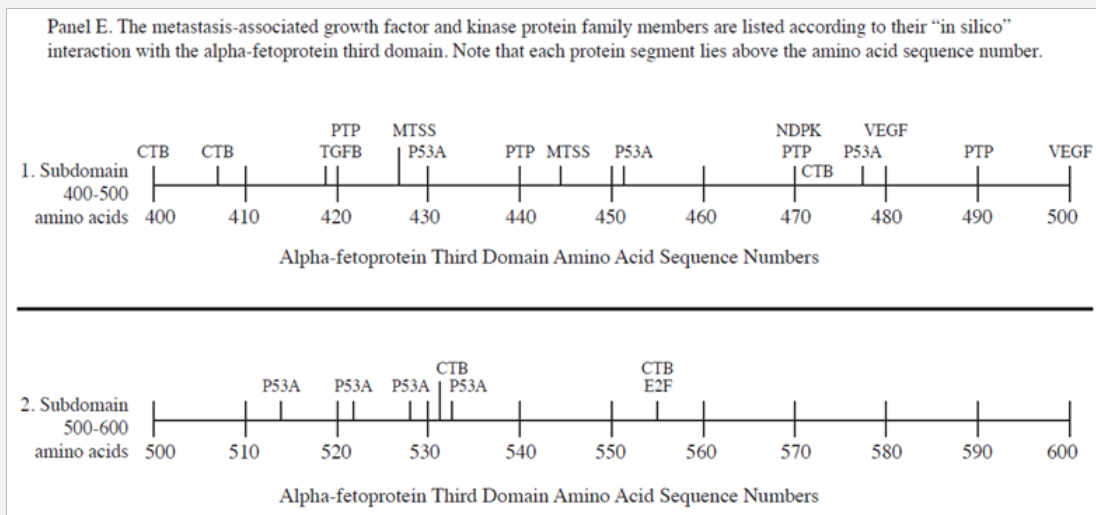 Panel E. The metastasis-associated growth factor and kinase protein family members are listed according to their “in silico”
interaction with the alpha-fetoprotein third domain. Note that each protein segment lies above the amino acid sequence number.
PTP MTSS NDPK VEGF
CTB CTB TGFB P53A PTP MTSS P53A PTP P53A PTP VEGF
1. Subdomain CTB
400-500
amino acids 400 410 420 430 440 450 460 470 480 490 500
Alpha-fetoprotein Third Domain Amino Acid Sequence Numbers
CTB CTB
P53A P53A P53A P53A E2F
2. Subdomain
500-600
amino acids 500 510 520 530 540 550 560 570 580 590 600
Alpha-fetoprotein Third Domain Amino Acid Sequence Numbers